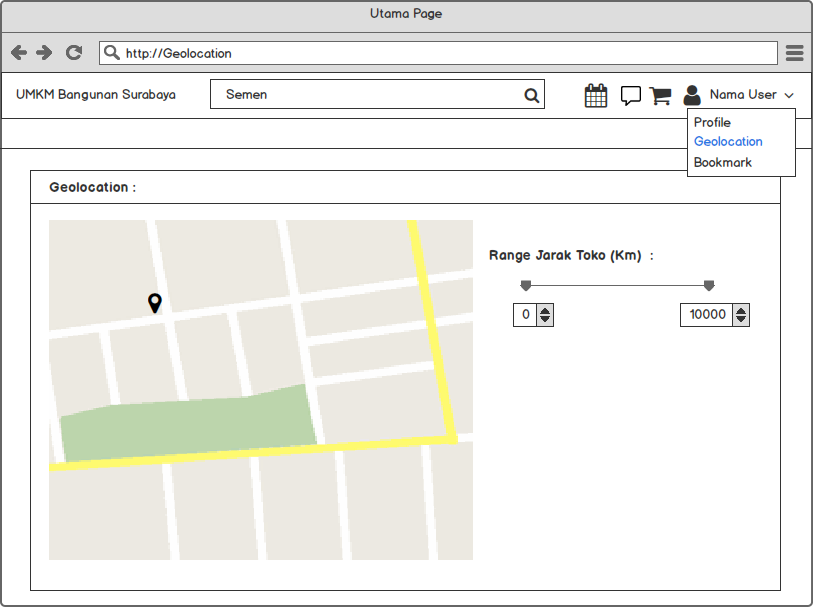 Utama Page
http://Geolocation
UMKM Bangunan Surabaya
Semen
Nama User
Profile
Geolocation
Bookmark
Geolocation :
Range Jarak Toko (Km) :
0
10000